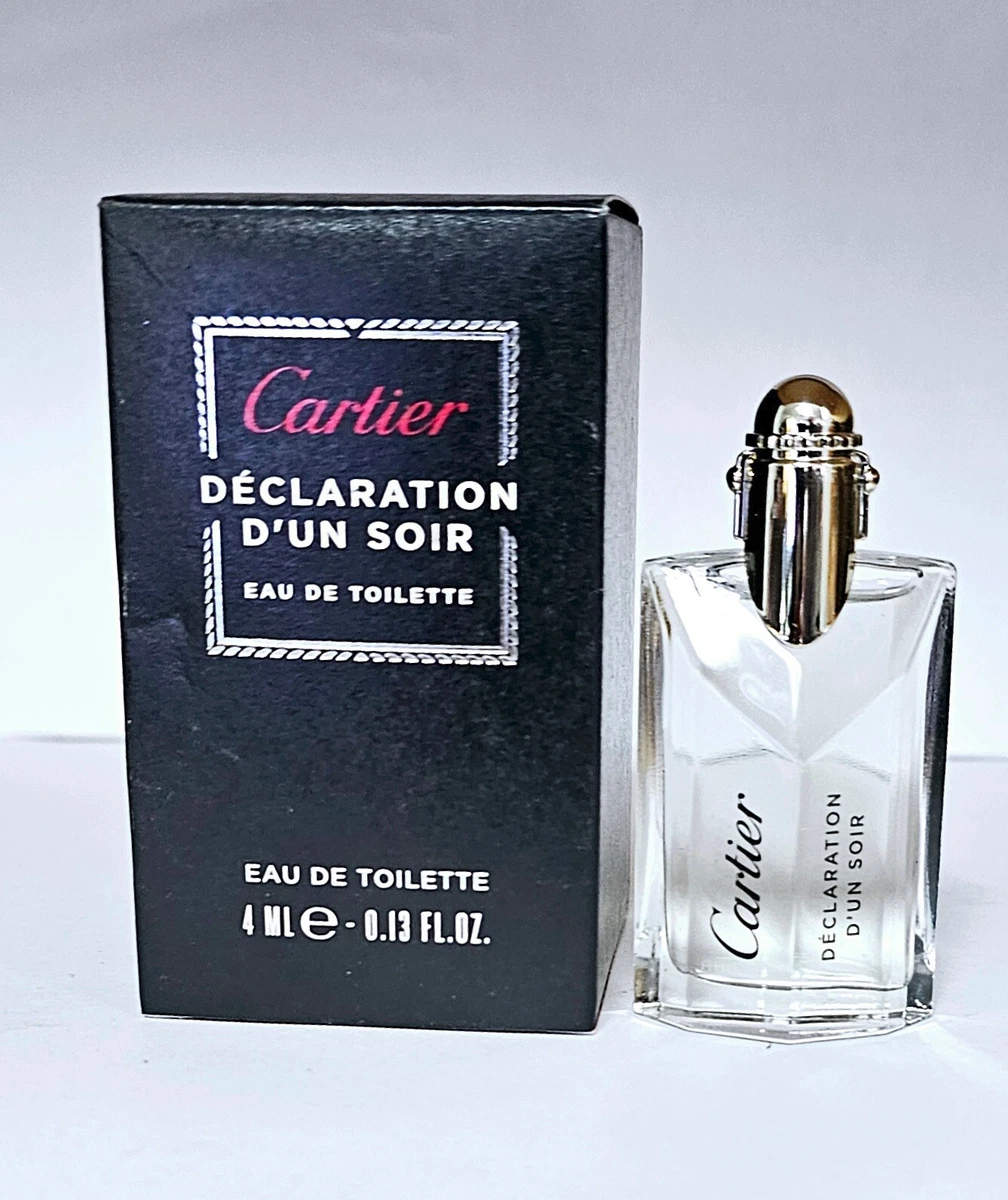 Cartier
DÉCLARATION
D'UN SOIR
EAU DE TOILETTE
EAU DE TOILETTE
4 ML e - 0.13 FL.OZ.
Cartier
DÉCLARATION
D'UN SOIR